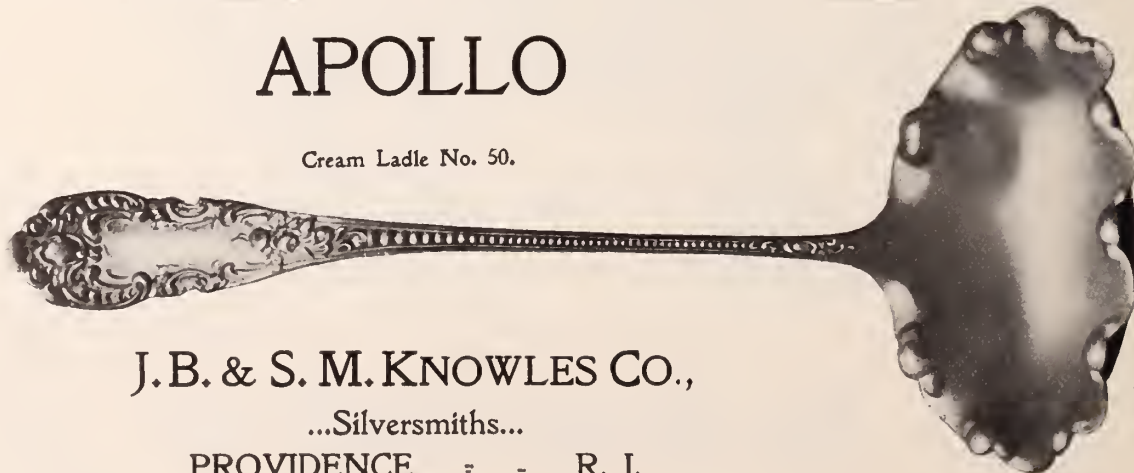 APOLLO
Cream Ladle No. 50.
J. B. & S. M. KNOWLES CO.,
...Silversmiths...
PROVIDENCE - - R. I.